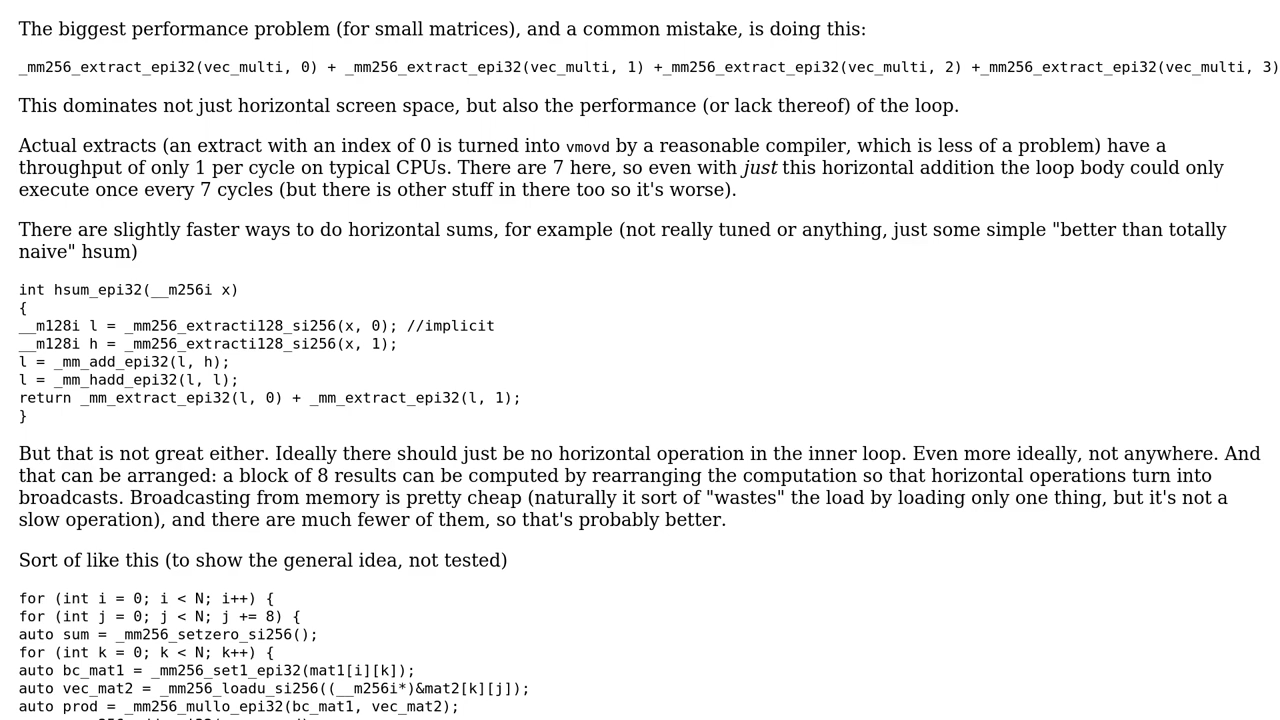 The biggest performance problem (for small matrices), and a common mistake, is doing this:
_mm256_extract_epi32(vec_multi, 0) + _mm256_extract_epi32(vec_multi, 1) +_mm256_extract_epi32(vec_multi, 2) +_mm256_extract_epi32(vec_multi, 3)
This dominates not just horizontal screen space, but also the performance (or lack thereof) of the loop.
Actual extracts (an extract with an index of 0 is turned into vmovd by a reasonable compiler, which is less of a problem) have a
throughput of only 1 per cycle on typical CPUs. There are 7 here, so even with just this horizontal addition the loop body could only
execute once every 7 cycles (but there is other stuff in there too so it's worse).
There are slightly faster ways to do horizontal sums, for example (not really tuned or anything, just some simple "better than totally
naive" hsum)
int hsum_epi32(__m256i x)
{
__m128i l = _mm256_extracti128_si256(x, 0); //implicit
__m128i h = _mm256_extracti128_si256(x, 1);
l = _mm_add_epi32(l, h);
l = _mm_hadd_epi32(l, l);
return _mm_extract_epi32(l, 0) + _mm_extract_epi32(l, 1);
}
But that is not great either. Ideally there should just be no horizontal operation in the inner loop. Even more ideally, not anywhere. And
that can be arranged: a block of 8 results can be computed by rearranging the computation so that horizontal operations turn into
broadcasts. Broadcasting from memory is pretty cheap (naturally it sort of "wastes" the load by loading only one thing, but it's not a
slow operation), and there are much fewer of them, so that's probably better.
Sort of like this (to show the general idea, not tested)
for (int i = 0; i < N; i++) {
for (int j = 0; j < N; j += 8) {
auto sum = _mm256_setzero_si256();
for (int k = 0; k < N; k++) {
auto bc_mat1 = _mm256_set1_epi32(mat1[i][k]);
auto vec_mat2 = _mm256_loadu_si256((__m256i*)&mat2[k][j]);
auto prod = _mm256_mullo_epi32(bc_mat1, vec_mat2);